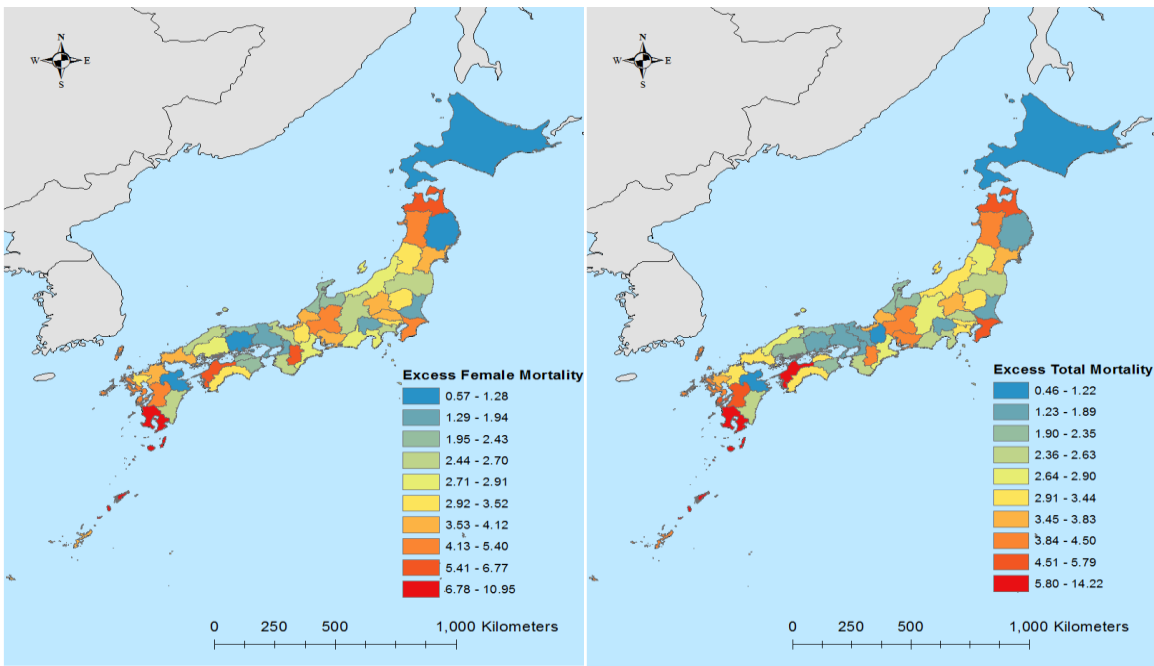 N
W E
S
Excess Female Mortality
0.57 - 1.28
1.29 - 1.94
1.95 - 2.43
2.44 - 2.70
2.71 - 2.91
2.92 - 3.52
3.53 - 4.12
4.13 - 5.40
5.41 - 6.77
6.78 - 10.95
0 250 500 1,000 Kilometers
N
W E
S
Excess Total Mortality
0.46 - 1.22
1.23 - 1.89
1.90 - 2.35
2.36 - 2.63
2.64 - 2.90
2.91 - 3.44
3.45 - 3.83
3.84 - 4.50
4.51 - 5.79
5.80 - 14.22
0 250 500 1,000 Kilometers